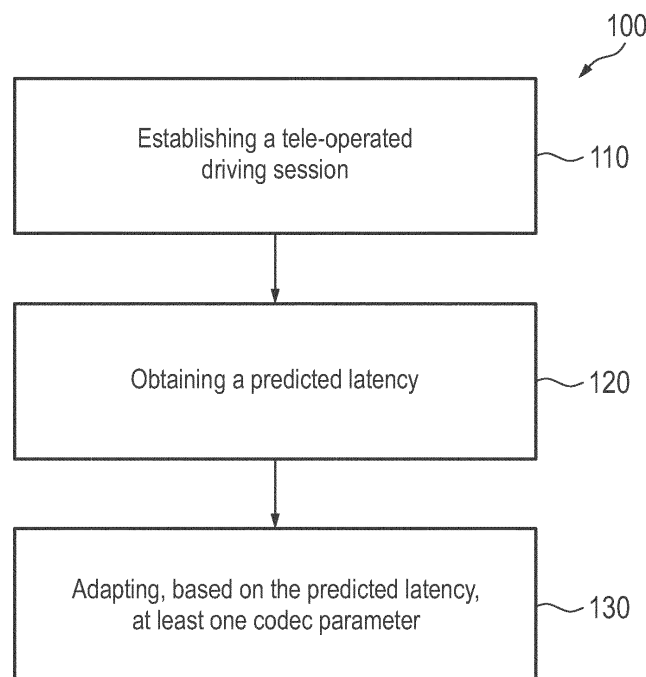 100
Establishing a tele-operated
driving session
110
Obtaining a predicted latency
120
Adapting, based on the predicted latency,
at least one codec parameter
130